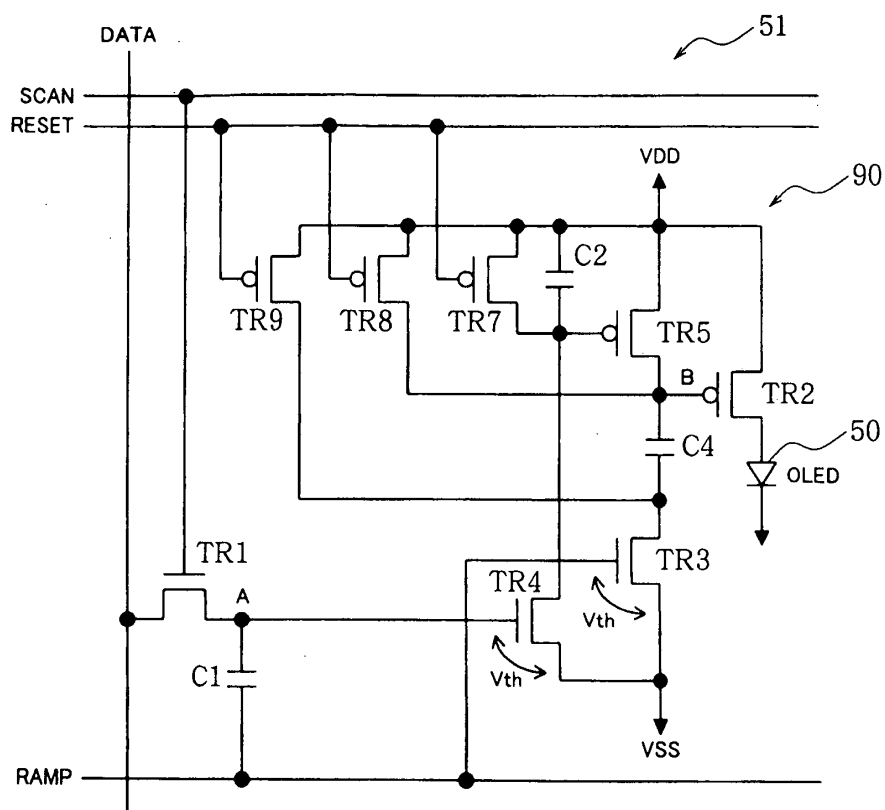 DATA
51
SCAN
RESET
VDD
90
C2
TR9
TR8
TR7
TR5
B
TR2
C4
50
OLED
TR1
A
TR4
TR3
Vth
Vth
C1
VSS
RAMP